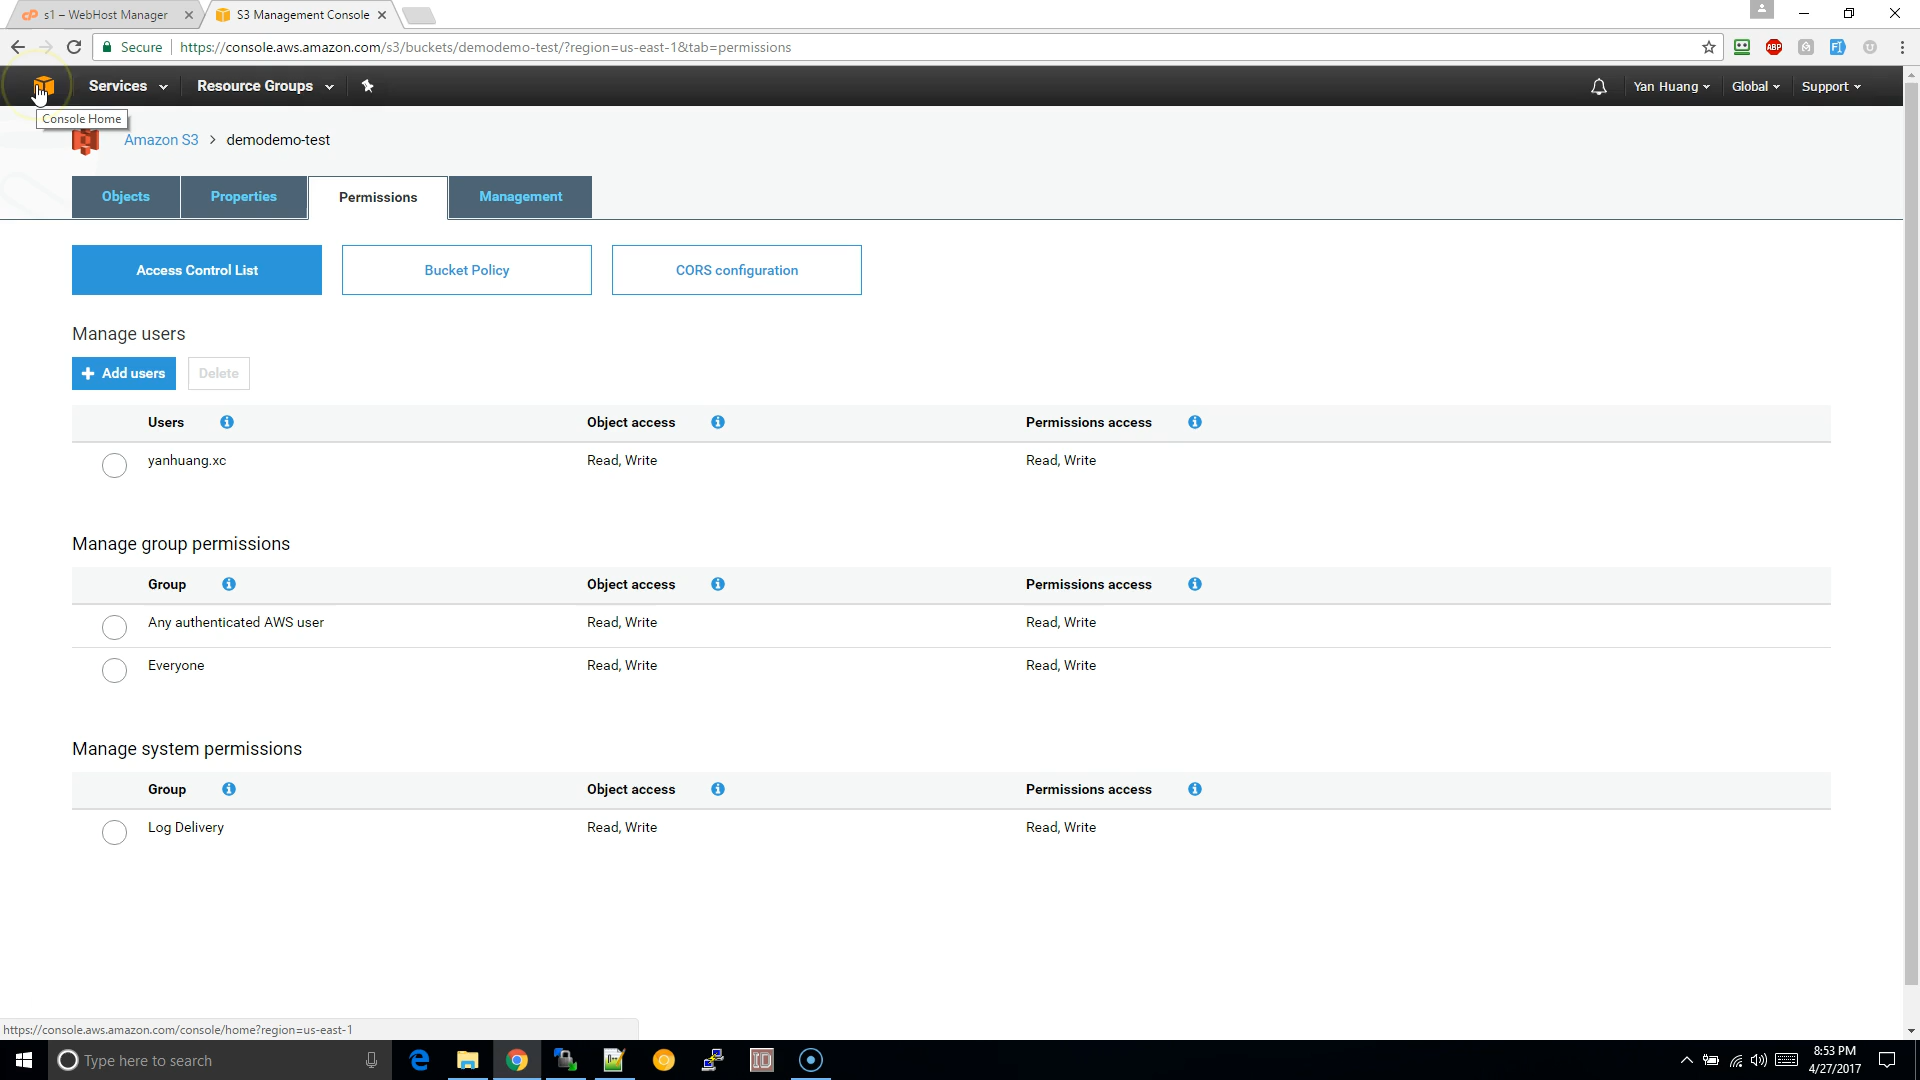 s1 – WebHost Manager
S3 Management Console
Secure
https://console.aws.amazon.com/s3/buckets/demodemo-test/?region=us-east-1&tab=permissions
ABP
Services
Resource Groups
Yan Huang
Global
Support
Console Home
Amazon S3 > demodemo-test
Objects
Properties
Permissions
Management
Access Control List
Bucket Policy
CORS configuration
Manage users
+ Add users
Delete
Users
Object access
Permissions access
yanhuang.xc
Read, Write
Read, Write
Manage group permissions
Group
Object access
Permissions access
Any authenticated AWS user
Read, Write
Read, Write
Everyone
Read, Write
Read, Write
Manage system permissions
Group
Object access
Permissions access
Log Delivery
Read, Write
Read, Write
https://console.aws.amazon.com/console/home?region=us-east-1
Type here to search
8:53 PM
4/27/2017